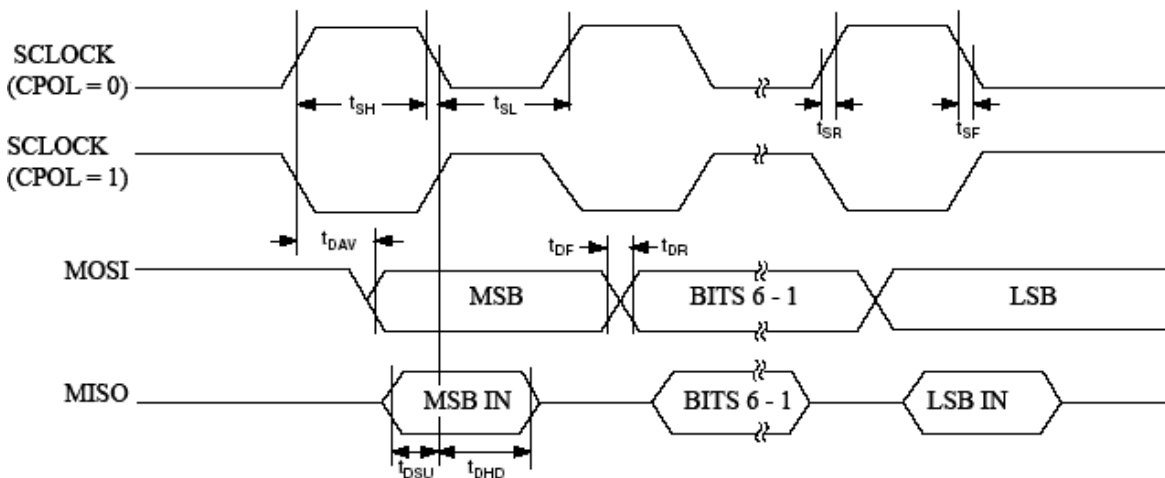 SCLOCK
(CPOL = 0)
tSH
tSL
tSR
tSF
SCLOCK
(CPOL = 1)
tDAV
tDF
tDR
MOSI
MSB
BITS 6 - 1
LSB
MISO
MSB IN
BITS 6 - 1
LSB IN
tDSU
tDHD